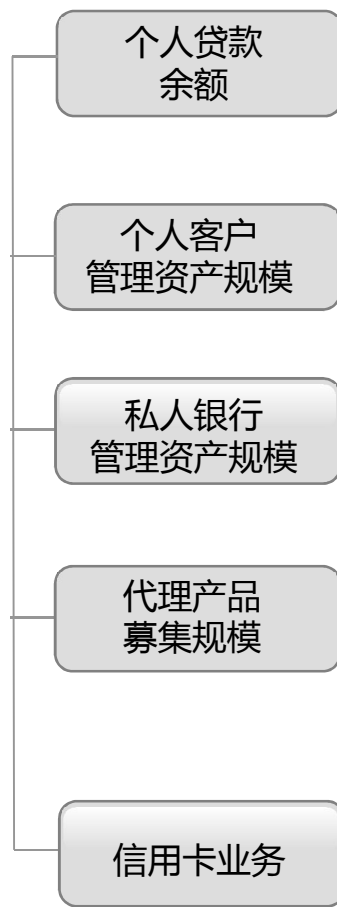 个人贷款
余额
个人客户
管理资产规模
私人银行
管理资产规模
代理产品
募集规模
信用卡业务